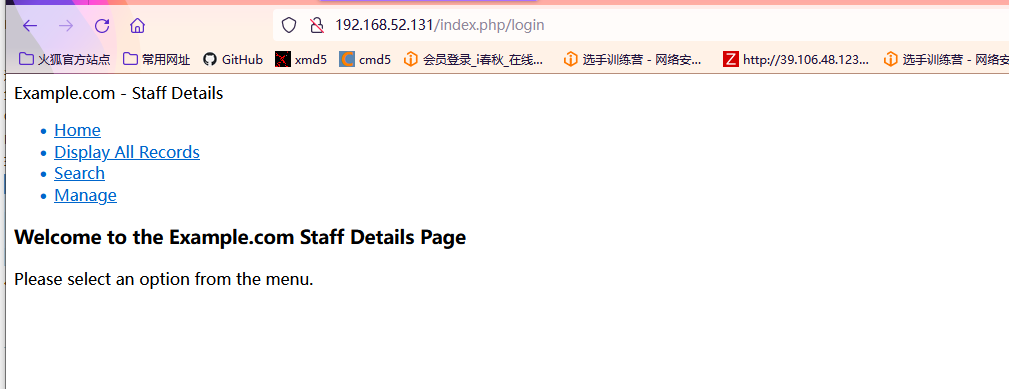 192.168.52.131/index.php/login
火狐官方站点 常用网址 GitHub xmd5 cmd5 会员登录_i春秋_在线... 选手训练营 - 网络安... http://39.106.48.123... 选手训练营 - 网络安
Example.com - Staff Details
Home
Display All Records
Search
Manage
Welcome to the Example.com Staff Details Page
Please select an option from the menu.